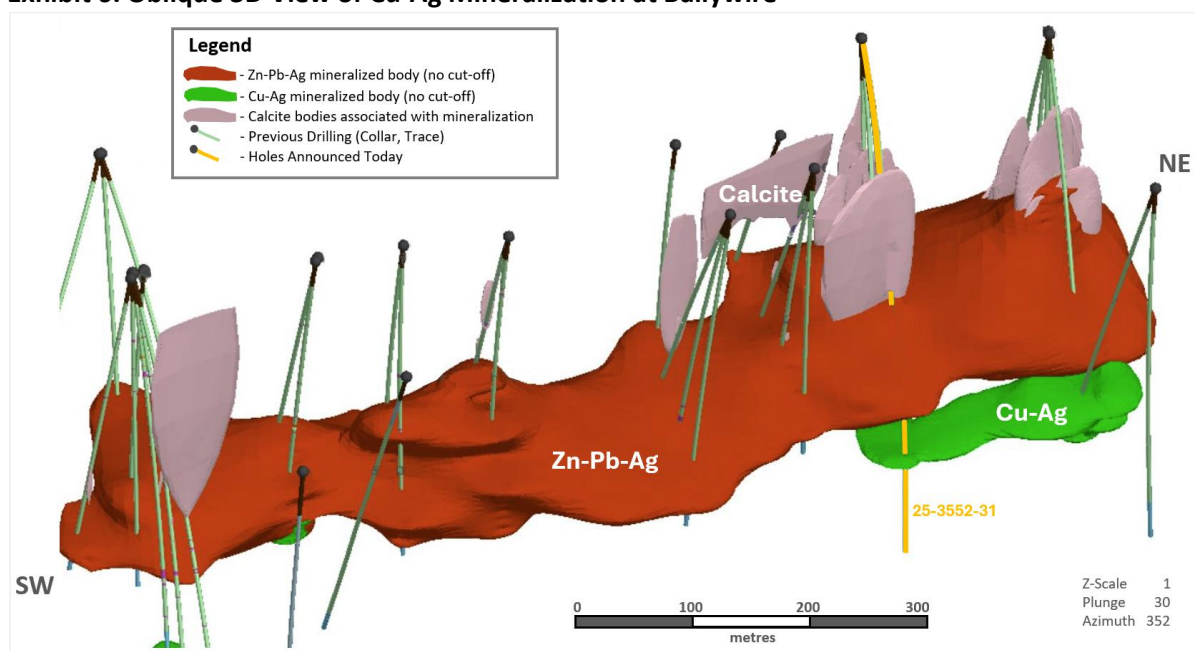 Exhibit 6: Oblique 3D View of Cu-Ag Mineralization at Ballywire
Legend
- Zn-Pb-Ag mineralized body (no cut-off)
- Cu-Ag mineralized body (no cut-off)
- Calcite bodies associated with mineralization
- Previous Drilling (Collar, Trace)
- Holes Announced Today
NE
Calcite
Cu-Ag
Zn-Pb-Ag
25-3552-31
SW
0 100 200 300
metres
Z-Scale 1
Plunge 30
Azimuth 352